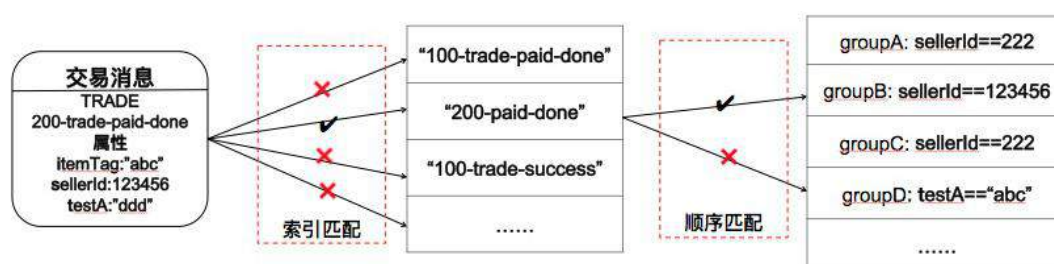 交易消息
TRADE
200-trade-paid-done
属性
itemTag:"abc"
sellerId:123456
testA:"ddd"
索引匹配
“100-trade-paid-done”
“200-paid-done”
“100-trade-success”
......
顺序匹配
groupA: sellerId==222
groupB: sellerId==123456
groupC: sellerId==222
groupD: testA==“abc”
......